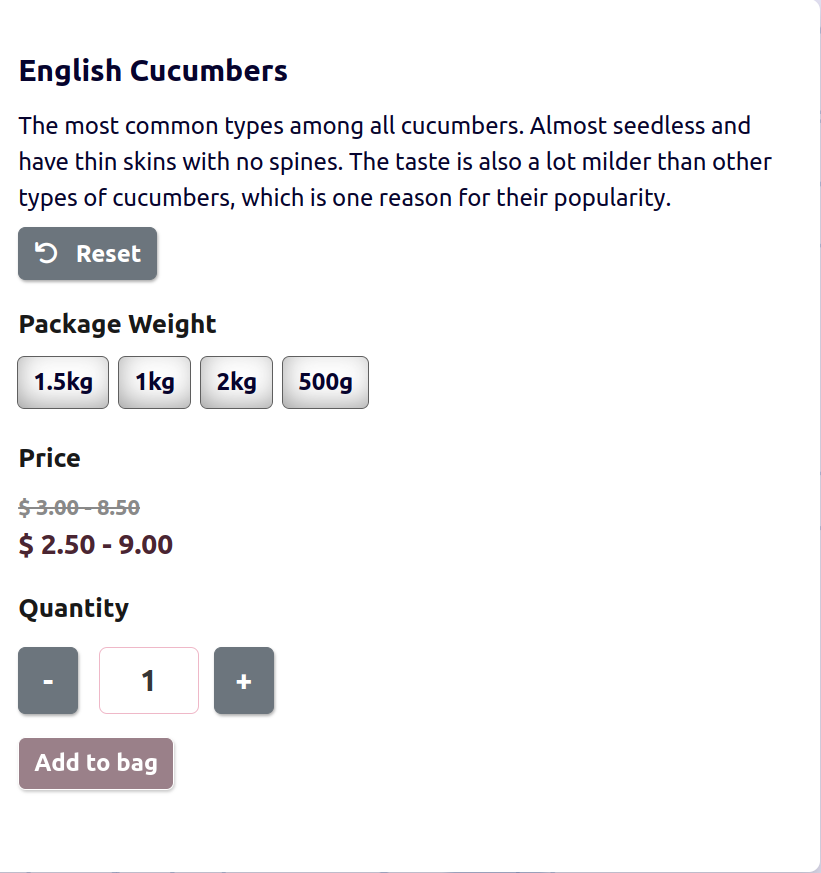 English Cucumbers
The most common types among all cucumbers. Almost seedless and
have thin skins with no spines. The taste is also a lot milder than other
types of cucumbers, which is one reason for their popularity.
Reset
Package Weight
1.5kg 1kg 2kg 500g
Price
$ 3.00 - 8.50
$ 2.50 - 9.00
Quantity
- 1 +
Add to bag